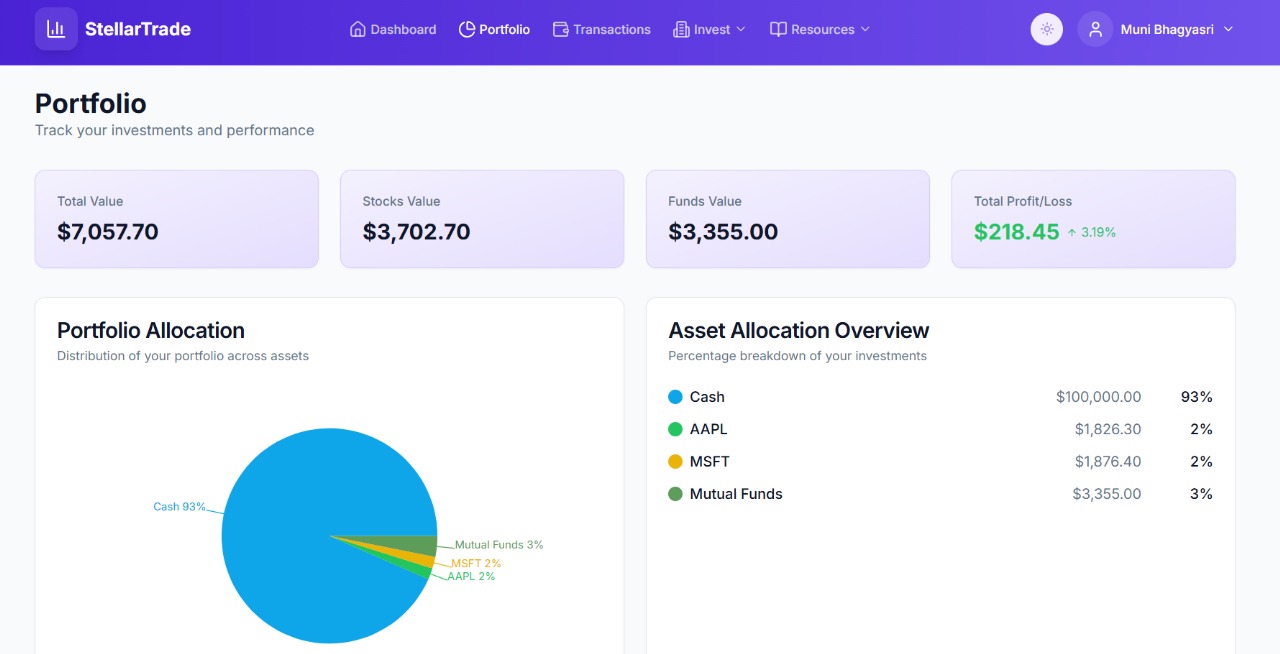 StellarTrade
Dashboard
Portfolio
Transactions
Invest
Resources
Muni Bhagyasri
Portfolio
Track your investments and performance
Total Value
$7,057.70
Stocks Value
$3,702.70
Funds Value
$3,355.00
Total Profit/Loss
$218.45 ↑ 3.19%
Portfolio Allocation
Distribution of your portfolio across assets
Cash 93%
Mutual Funds 3%
MSFT 2%
AAPL 2%
Asset Allocation Overview
Percentage breakdown of your investments
Cash $100,000.00 93%
AAPL $1,826.30 2%
MSFT $1,876.40 2%
Mutual Funds $3,355.00 3%